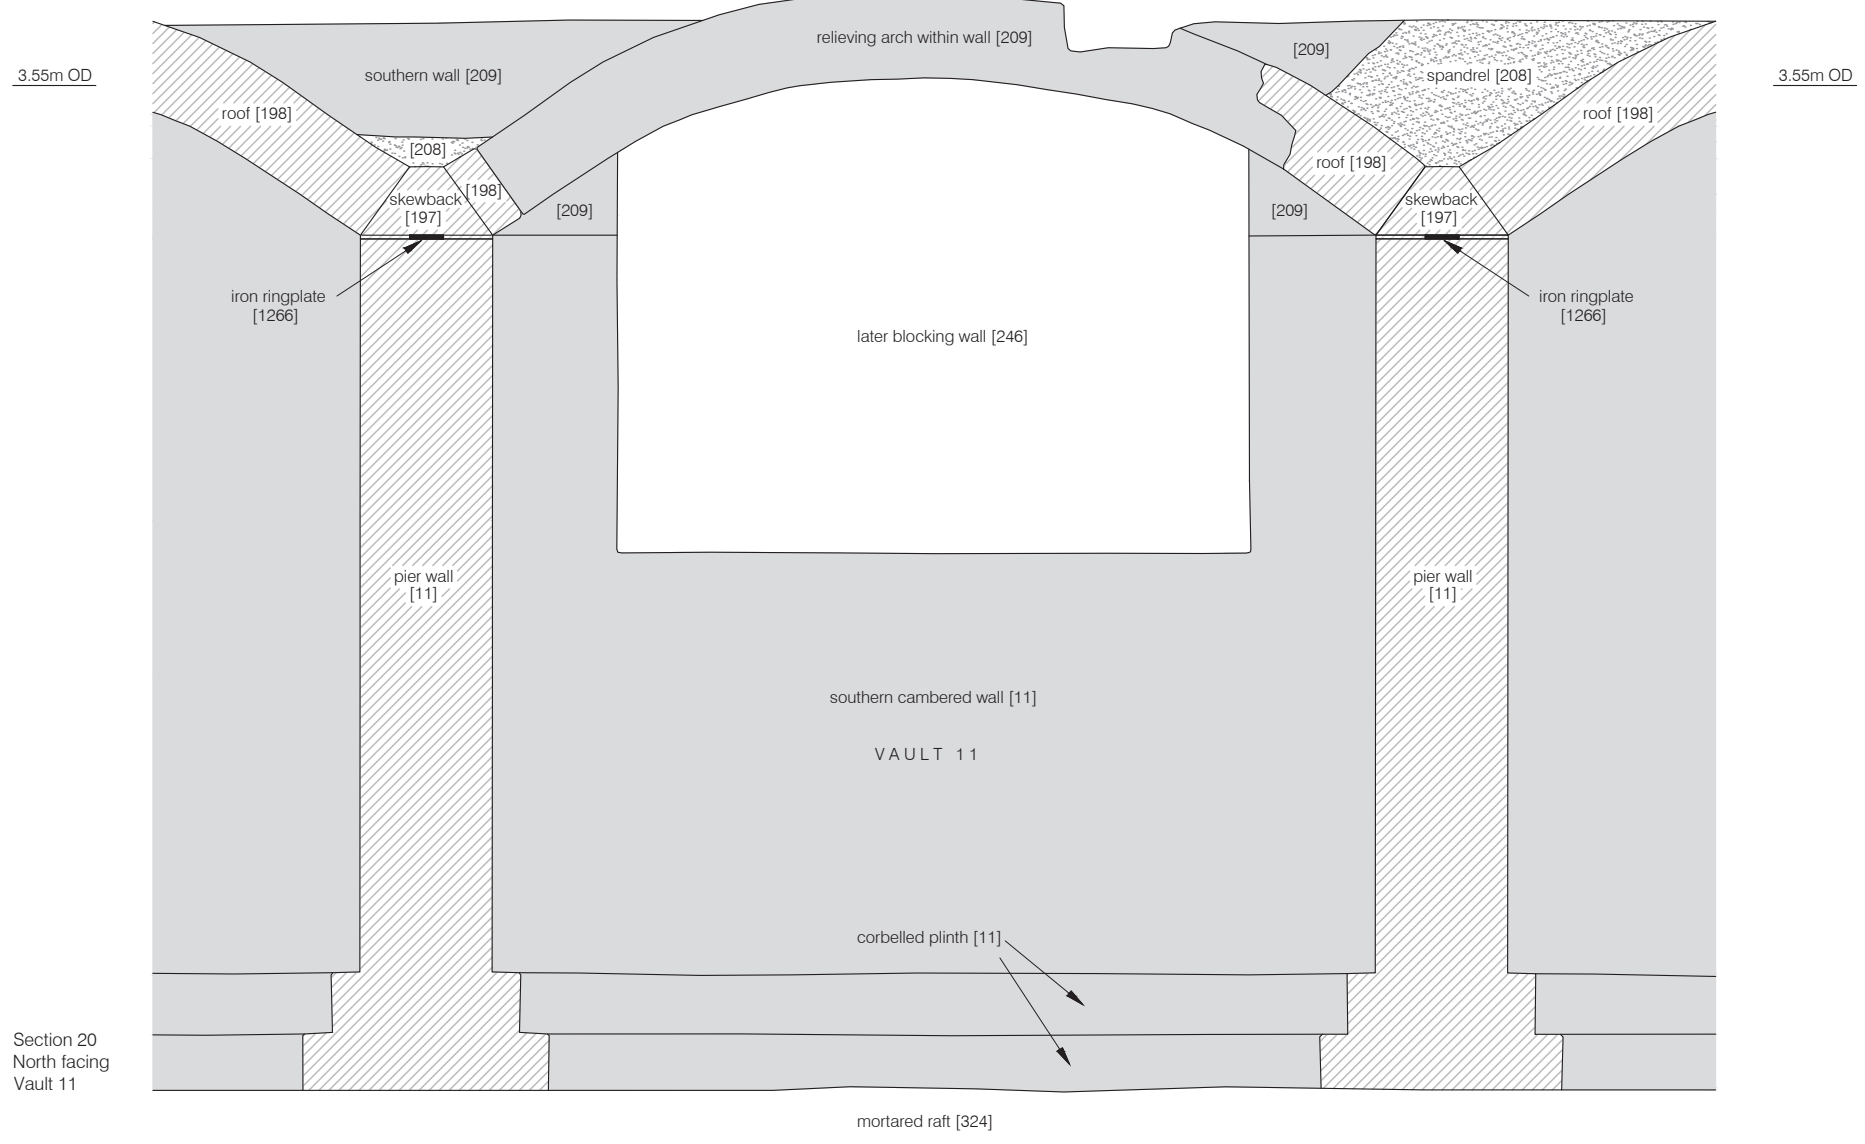 relieving arch within wall [209]
[209]
3.55m OD
southern wall [209]
spandrel [208]
3.55m OD
roof [198]
roof [198]
[208]
roof [198]
[198]
skewback
[197]
skewback
[197]
[209]
[209]
iron ringplate
[1266]
iron ringplate
[1266]
later blocking wall [246]
pier wall
[11]
pier wall
[11]
southern cambered wall [11]
VAULT 11
corbelled plinth [11]
Section 20
North facing
Vault 11
mortared raft [324]